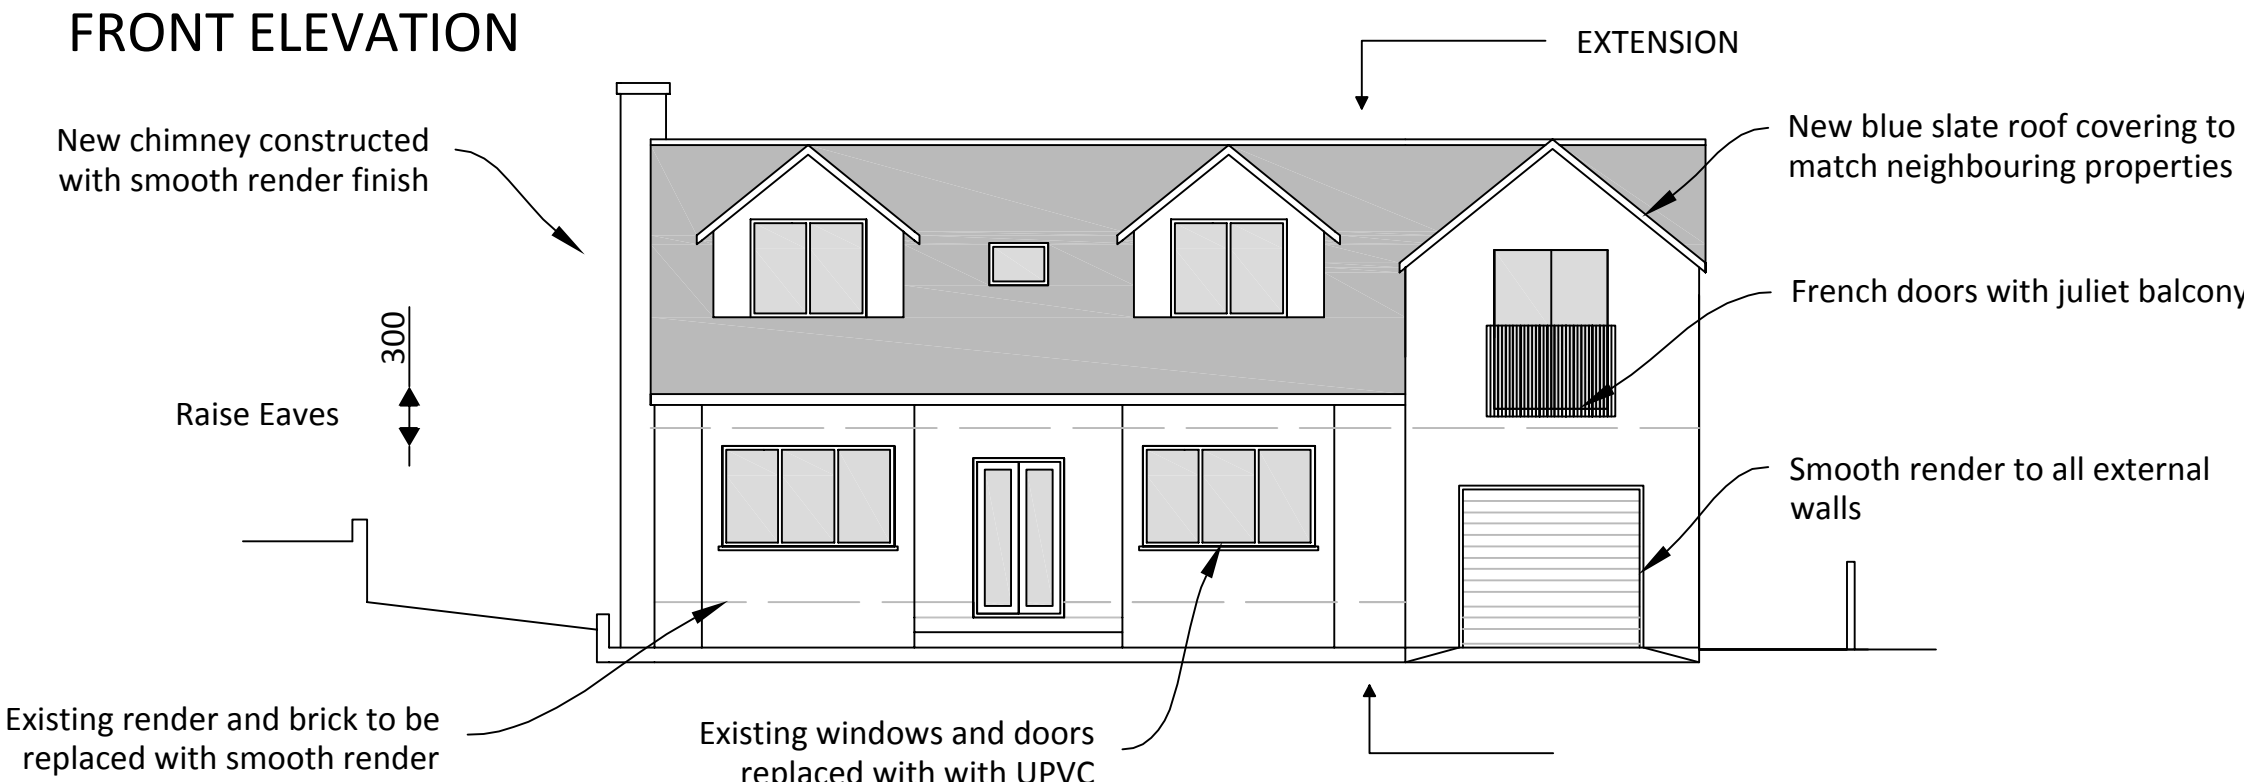 FRONT ELEVATION
EXTENSION
New chimney constructed
with smooth render finish
New blue slate roof covering to
match neighbouring properties
French doors with juliet balcony
300
Raise Eaves
Smooth render to all external
walls
Existing render and brick to be
replaced with smooth render
Existing windows and doors
replaced with with UPVC